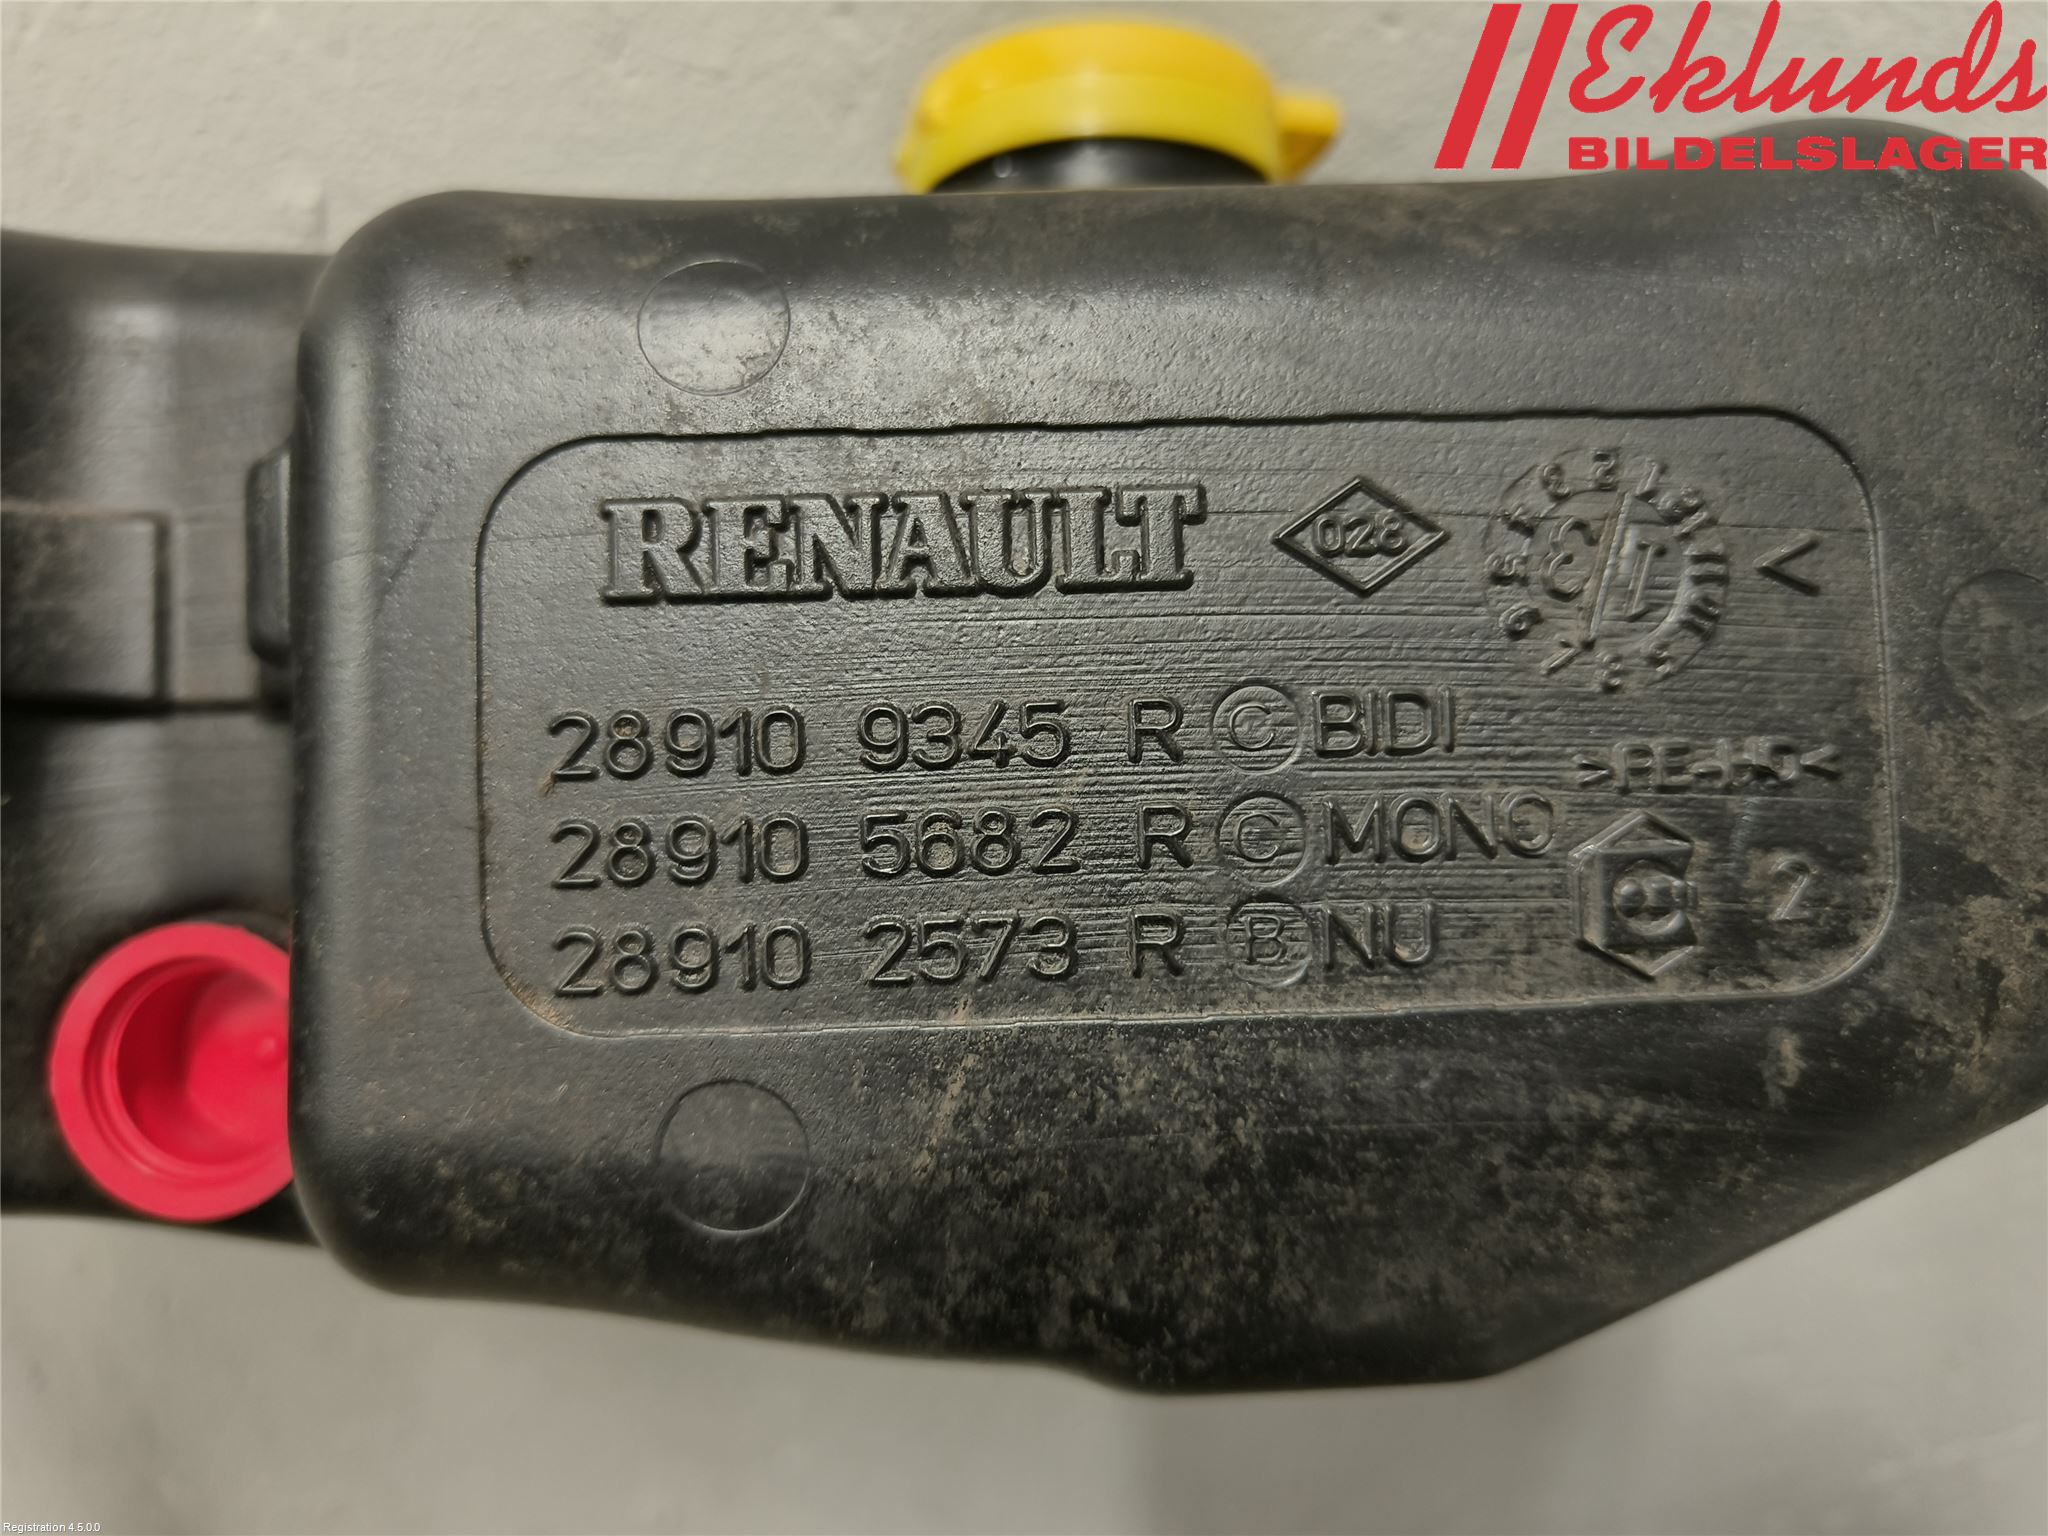 Eklunds
BILDELSLAGER
RENAULT 028
28910 9345 R C BIDI
>PE-HD<
28910 5682 R C MONO
28910 2573 R B NU
2
Registration 4.5.0.0